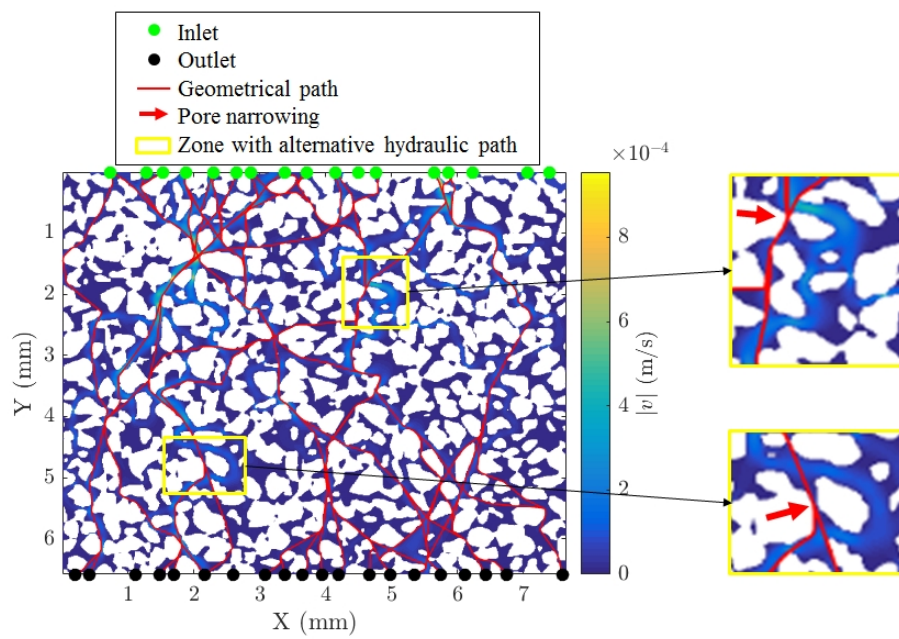 Inlet
Outlet
Geometrical path
Pore narrowing
Zone with alternative hydraulic path
×10⁻⁴
1
2
3
4
5
6
Y (mm)
1
2
3
4
5
6
7
X (mm)
8
6
4
2
0
|v| (m/s)